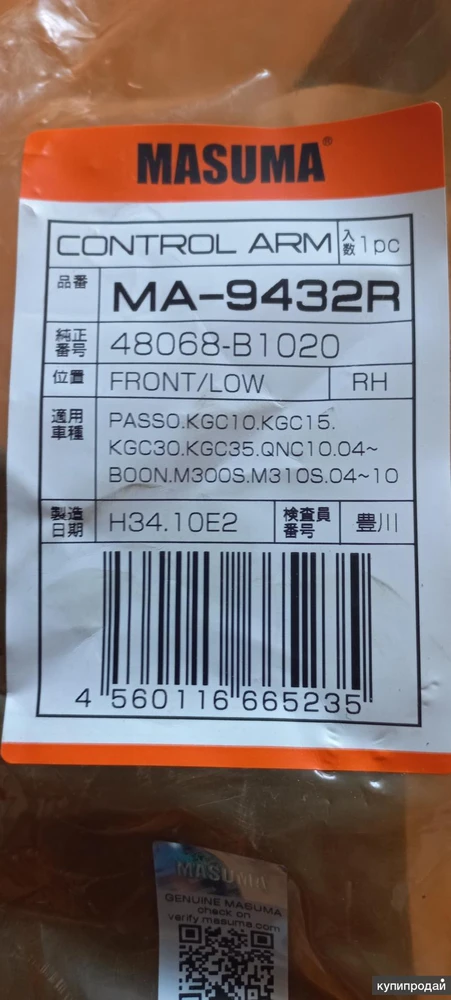 MASUMA®
CONTROL ARM 入数 1pc
品番 MA-9432R
純正番号 48068-B1020
位置 FRONT/LOW RH
適用車種 PASSO.KGC10.KGC15.
KGC30.KGC35.QNC10.04~
BOON.M300S.M310S.04~10
製造日期 H34.10E2 検査員番号 豊川
4 560116 665235
MASUMA
GENUINE MASUMA
check on
verify.masuma.com
купипродай